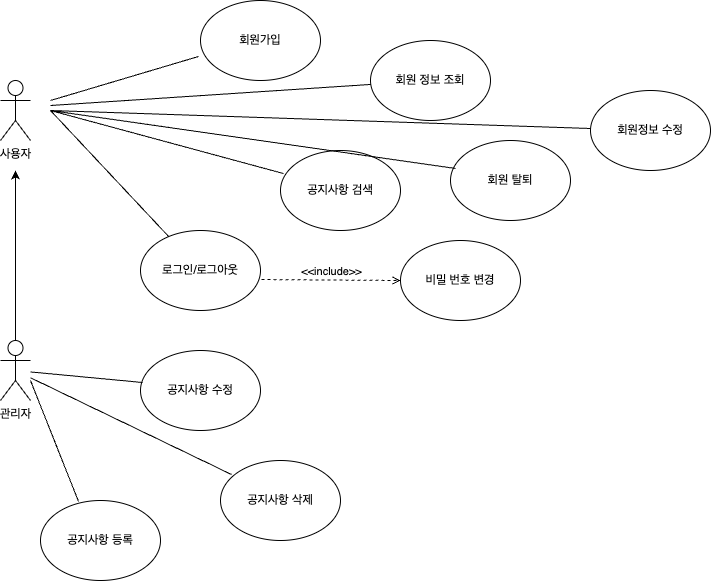 회원가입
회원 정보 조회
회원정보 수정
사용자
회원 탈퇴
공지사항 검색
로그인/로그아웃
<<include>>
비밀 번호 변경
공지사항 수정
관리자
공지사항 삭제
공지사항 등록